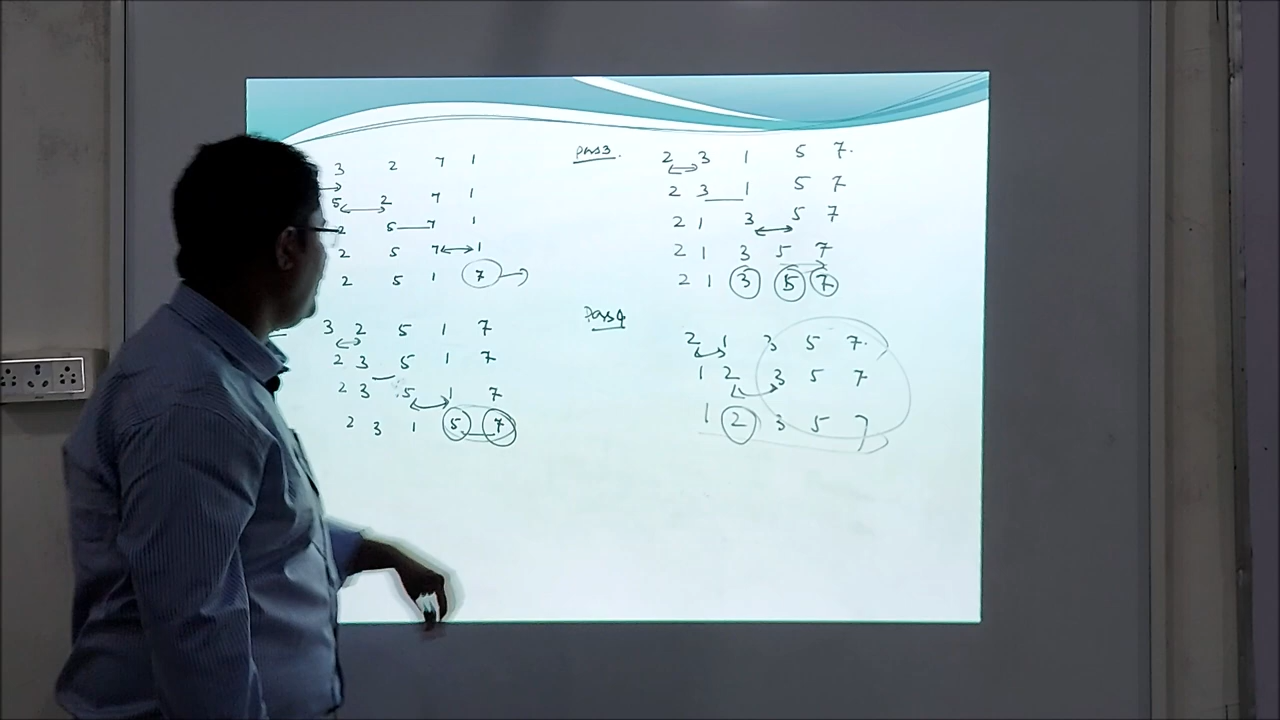 3 2 7 1
5 2 7 1
2 5 7 1
2 5 7 1
2 5 1 7
3 2 5 1 7
2 3 5 1 7
2 3 5 1 7
2 3 1 5 7
Pass3.
2 3 1 5 7.
2 3 1 5 7
2 1 3 5 7
2 1 3 5 7
2 1 3 5 7
Pass4
2 1 3 5 7.
1 2 3 5 7
1 2 3 5 7